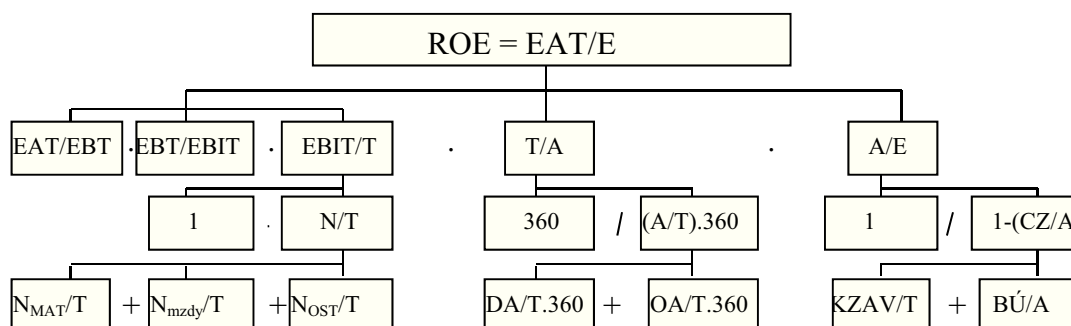 ROE = EAT/E
EAT/EBT . EBT/EBIT . EBIT/T . T/A . A/E
1 . N/T 360 / (A/T).360 1 / 1-(CZ/A
NMAT/T + Nmzdy/T + NOST/T DA/T.360 + OA/T.360 KZAV/T + BÚ/A